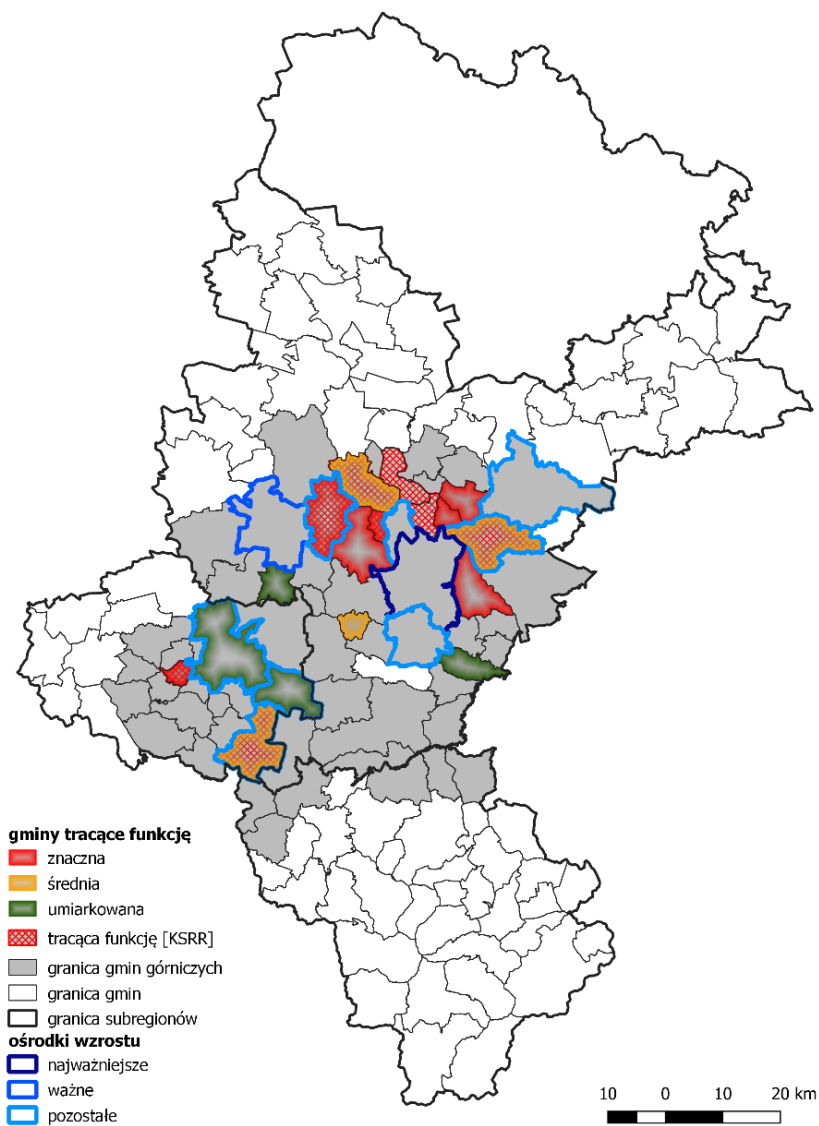 gminy tracące funkcję
znaczna
średnia
umiarkowana
tracąca funkcję [KSRR]
granica gmin górniczych
granica gmin
granica subregionów
ośrodki wzrostu
najważniejsze
ważne
pozostałe
10 0 10 20 km